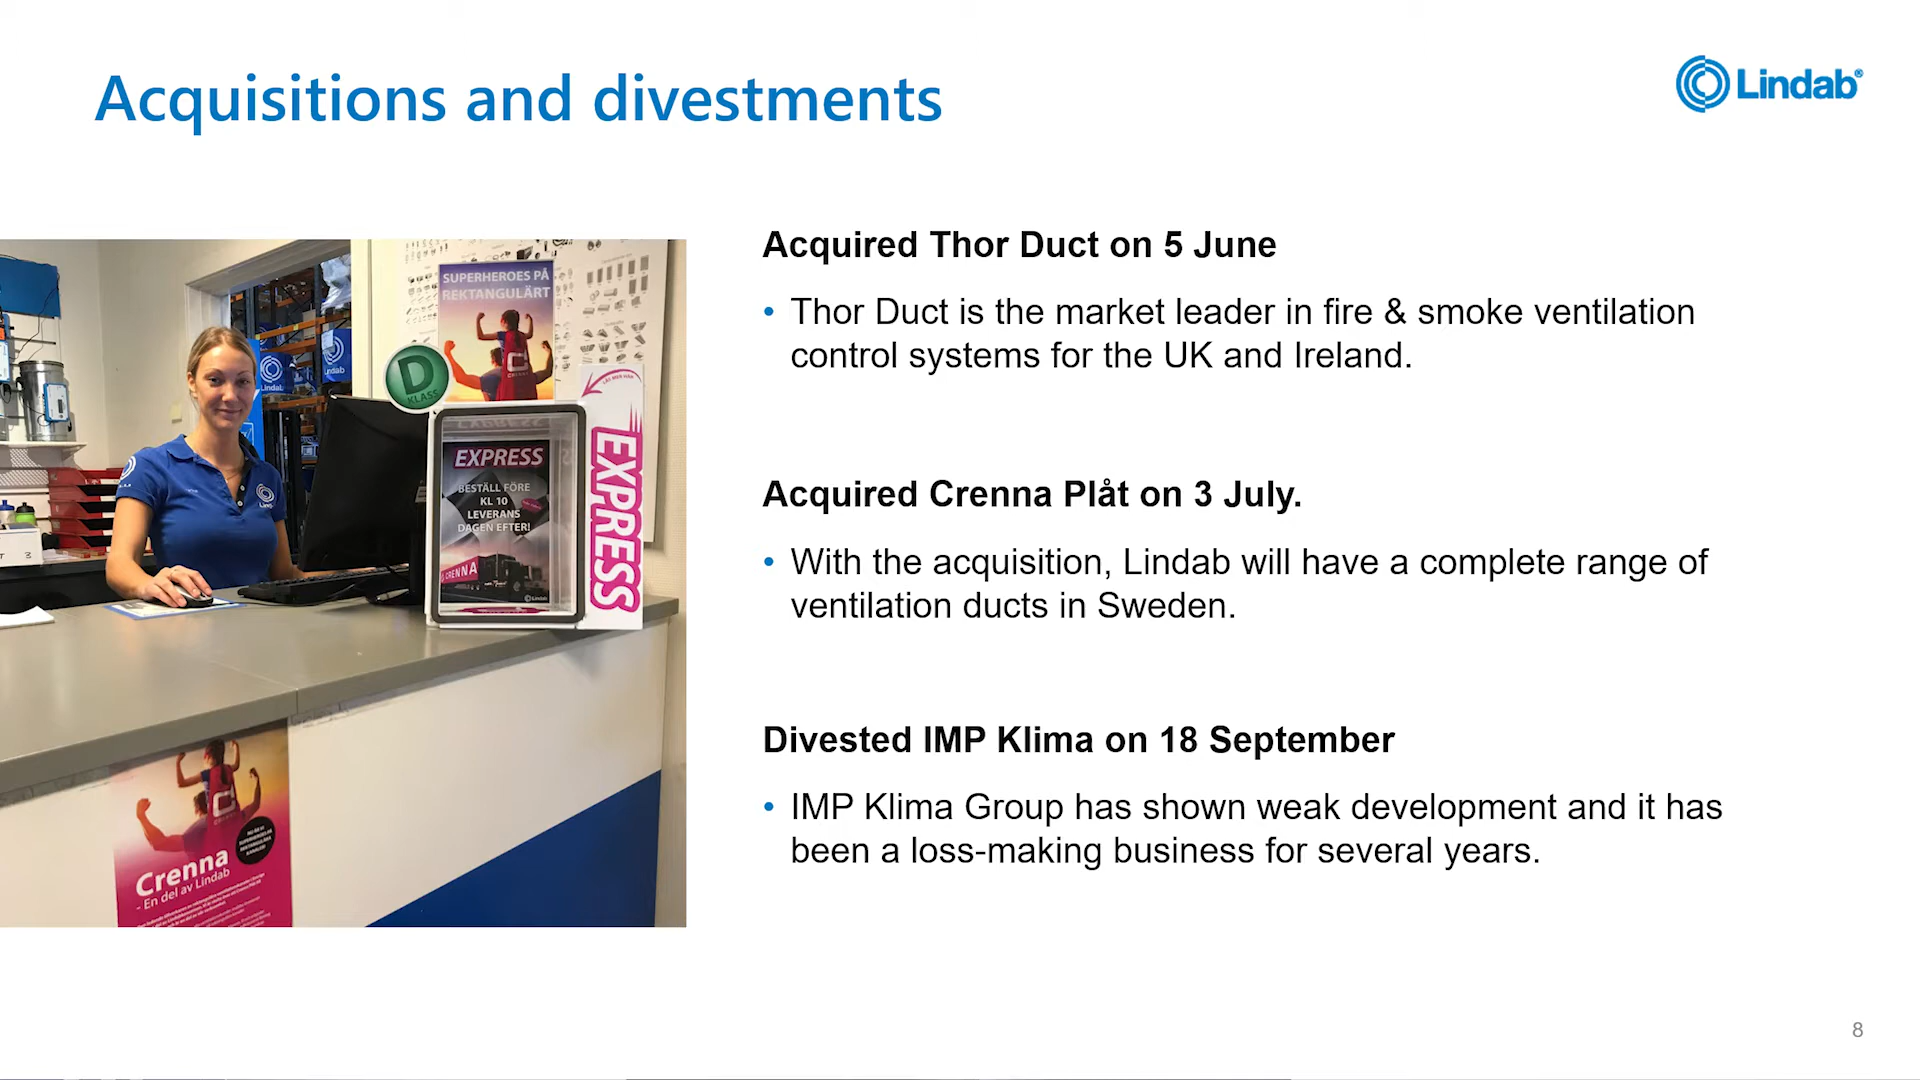 Acquisitions and divestments
Lindab®
Acquired Thor Duct on 5 June
• Thor Duct is the market leader in fire & smoke ventilation
control systems for the UK and Ireland.
Acquired Crenna Plåt on 3 July.
• With the acquisition, Lindab will have a complete range of
ventilation ducts in Sweden.
Divested IMP Klima on 18 September
• IMP Klima Group has shown weak development and it has
been a loss-making business for several years.
SUPERHEROES PÅ
REKTANGULÄRT
D
KLASS
EXPRESS
BESTÄLL FÖRE
KL 10
LEVERANS
DAGEN EFTER!
CRENNA
EXPRESS
Crenna
- En del av Lindab
8